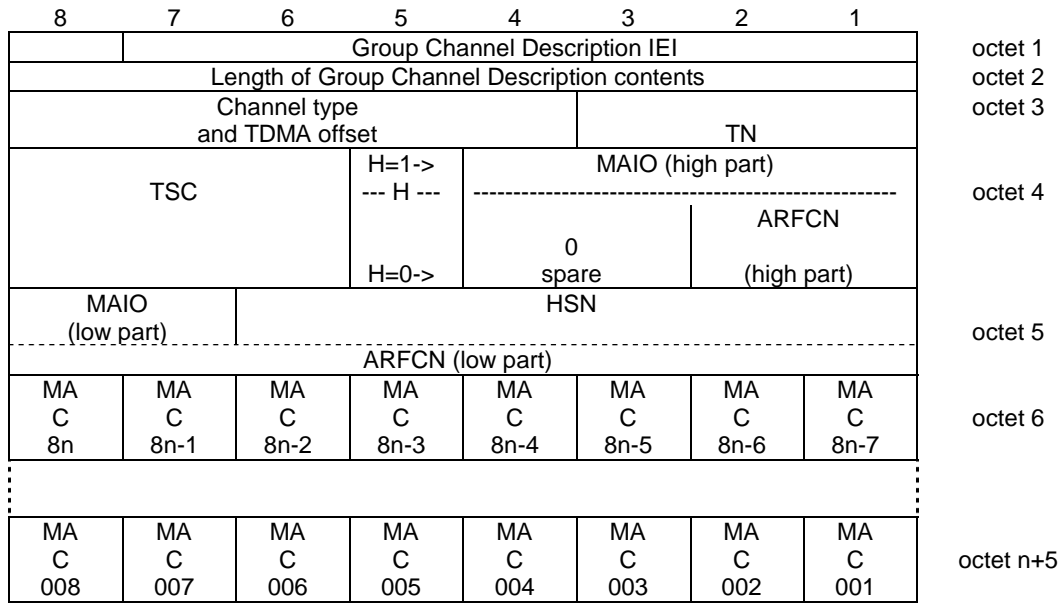 8 7 6 5 4 3 2 1
Group Channel Description IEI octet 1
Length of Group Channel Description contents octet 2
Channel type octet 3
and TDMA offset TN
H=1-> MAIO (high part)
TSC --- H --- ------------------------------------------------------- octet 4
ARFCN
0
H=0-> spare (high part)
MAIO HSN
(low part) octet 5
ARFCN (low part)
MA MA MA MA MA MA MA MA
C C C C C C C C octet 6
8n 8n-1 8n-2 8n-3 8n-4 8n-5 8n-6 8n-7
MA MA MA MA MA MA MA MA
C C C C C C C C octet n+5
008 007 006 005 004 003 002 001